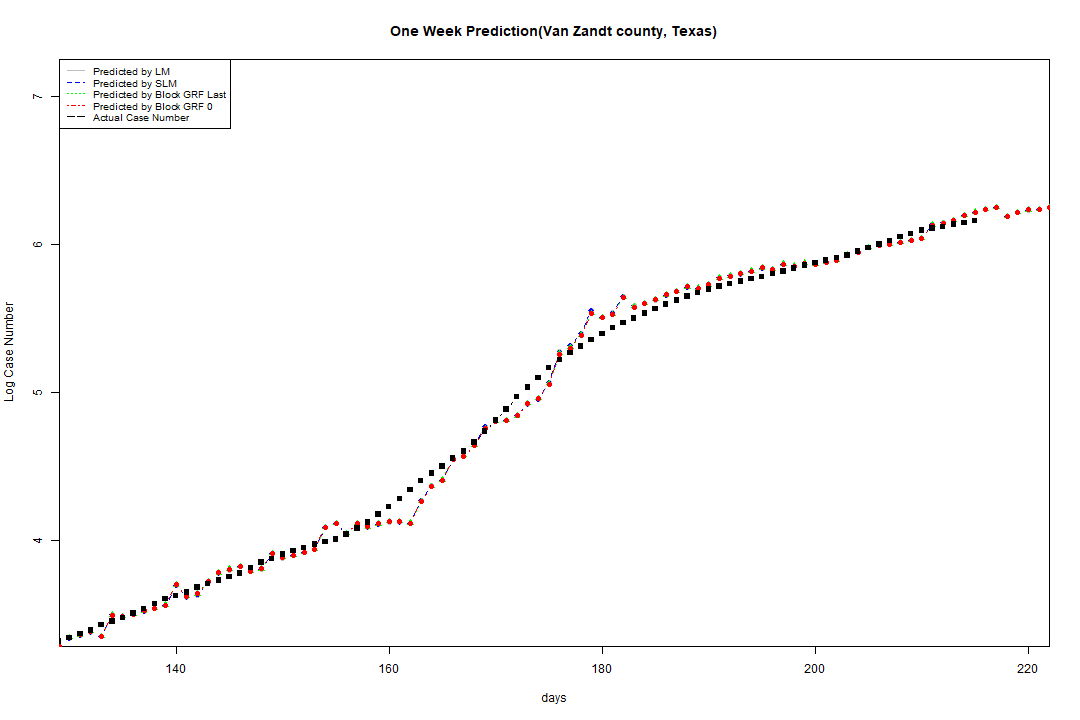 One Week Prediction(Van Zandt county, Texas)
Predicted by LM
Predicted by SLM
Predicted by Block GRF Last
Predicted by Block GRF 0
Actual Case Number
7
6
5
4
Log Case Number
140 160 180 200 220
days